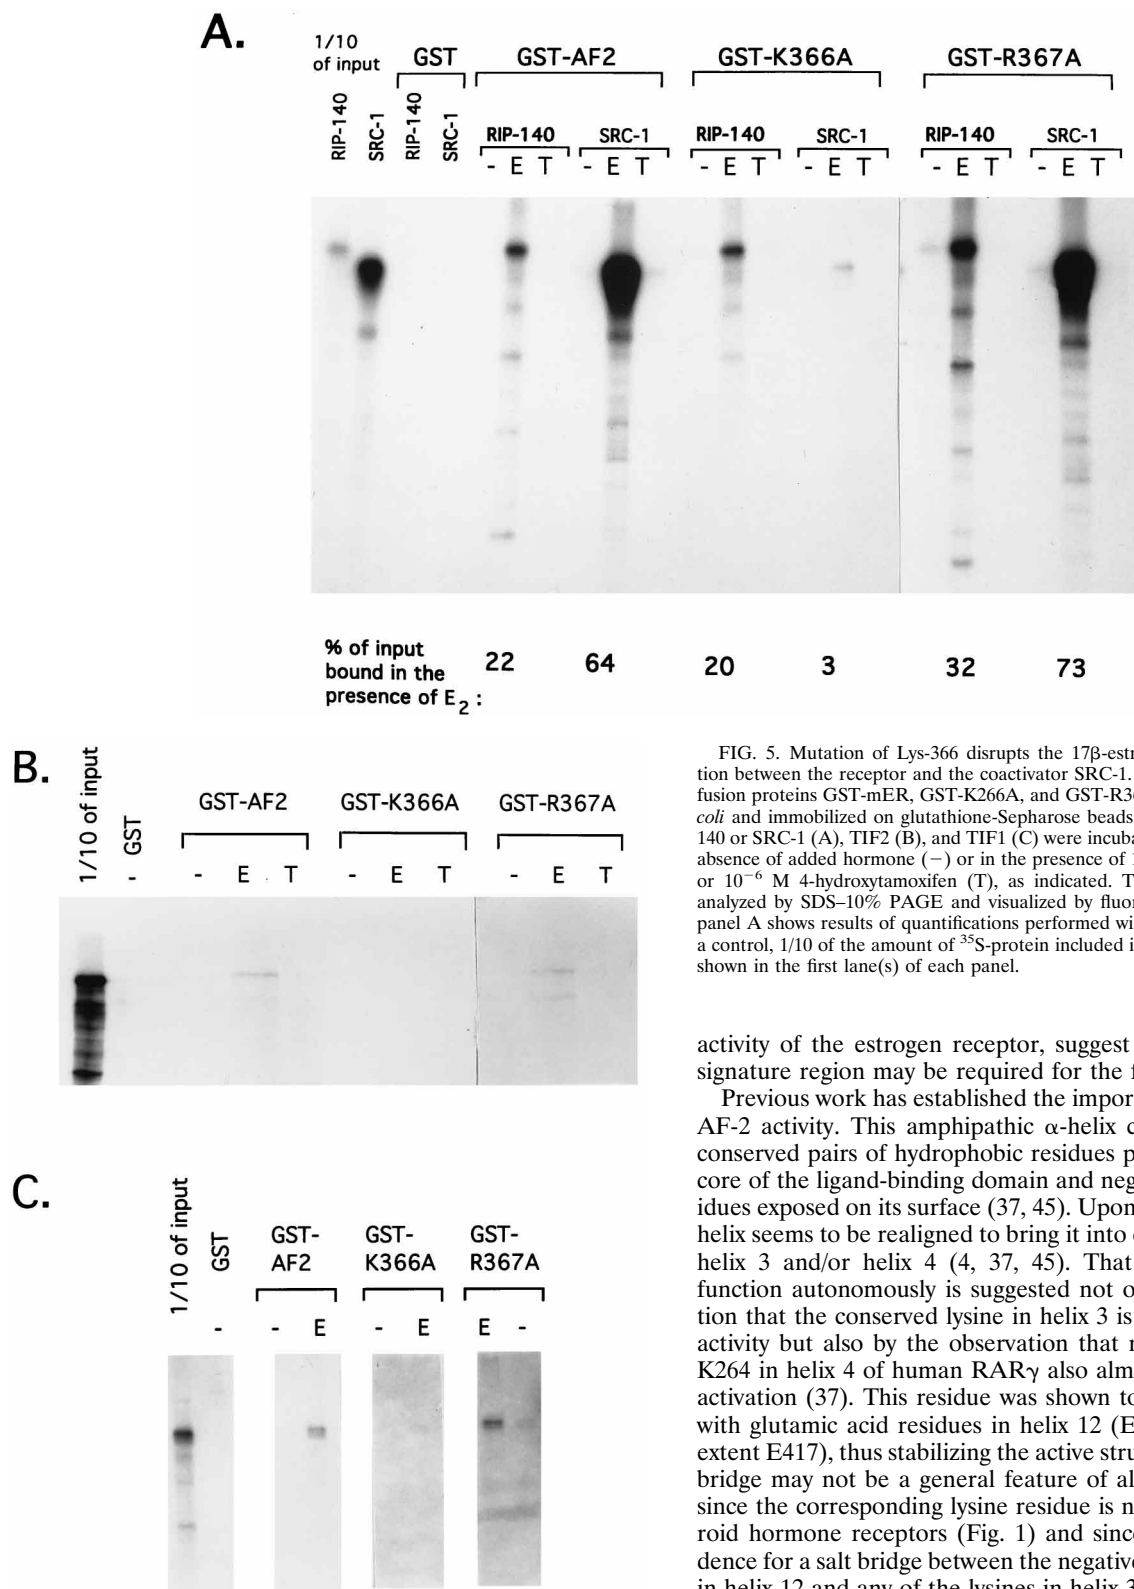 A.
1/10
of input
GST
GST-AF2
GST-K366A
GST-R367A
RIP-140
SRC-1
RIP-140
SRC-1
RIP-140
SRC-1
RIP-140
SRC-1
RIP-140
SRC-1
- E T
- E T
- E T
- E T
- E T
- E T
% of input
bound in the
presence of E2 :
22
64
20
3
32
73
B.
1/10 of input
GST
GST-AF2
GST-K366A
GST-R367A
-
- E T
- E T
- E T
C.
1/10 of input
GST
GST-
AF2
GST-
K366A
GST-
R367A
-
- E
- E
E -
FIG. 5. Mutation of Lys-366 disrupts the 17β-estr
tion between the receptor and the coactivator SRC-1.
fusion proteins GST-mER, GST-K266A, and GST-R36
coli and immobilized on glutathione-Sepharose beads
140 or SRC-1 (A), TIF2 (B), and TIF1 (C) were incuba
absence of added hormone (−) or in the presence of 1
or 10−6 M 4-hydroxytamoxifen (T), as indicated. T
analyzed by SDS–10% PAGE and visualized by fluor
panel A shows results of quantifications performed wi
a control, 1/10 of the amount of 35S-protein included i
shown in the first lane(s) of each panel.
activity of the estrogen receptor, suggest
signature region may be required for the f
Previous work has established the impor
AF-2 activity. This amphipathic α-helix c
conserved pairs of hydrophobic residues p
core of the ligand-binding domain and neg
idues exposed on its surface (37, 45). Upon
helix seems to be realigned to bring it into
helix 3 and/or helix 4 (4, 37, 45). That
function autonomously is suggested not o
tion that the conserved lysine in helix 3 is
activity but also by the observation that
K264 in helix 4 of human RARγ also alm
activation (37). This residue was shown to
with glutamic acid residues in helix 12 (E
extent E417), thus stabilizing the active stru
bridge may not be a general feature of al
since the corresponding lysine residue is n
roid hormone receptors (Fig. 1) and since
dence for a salt bridge between the negative
in helix 12 and any of the lysines in helix 3